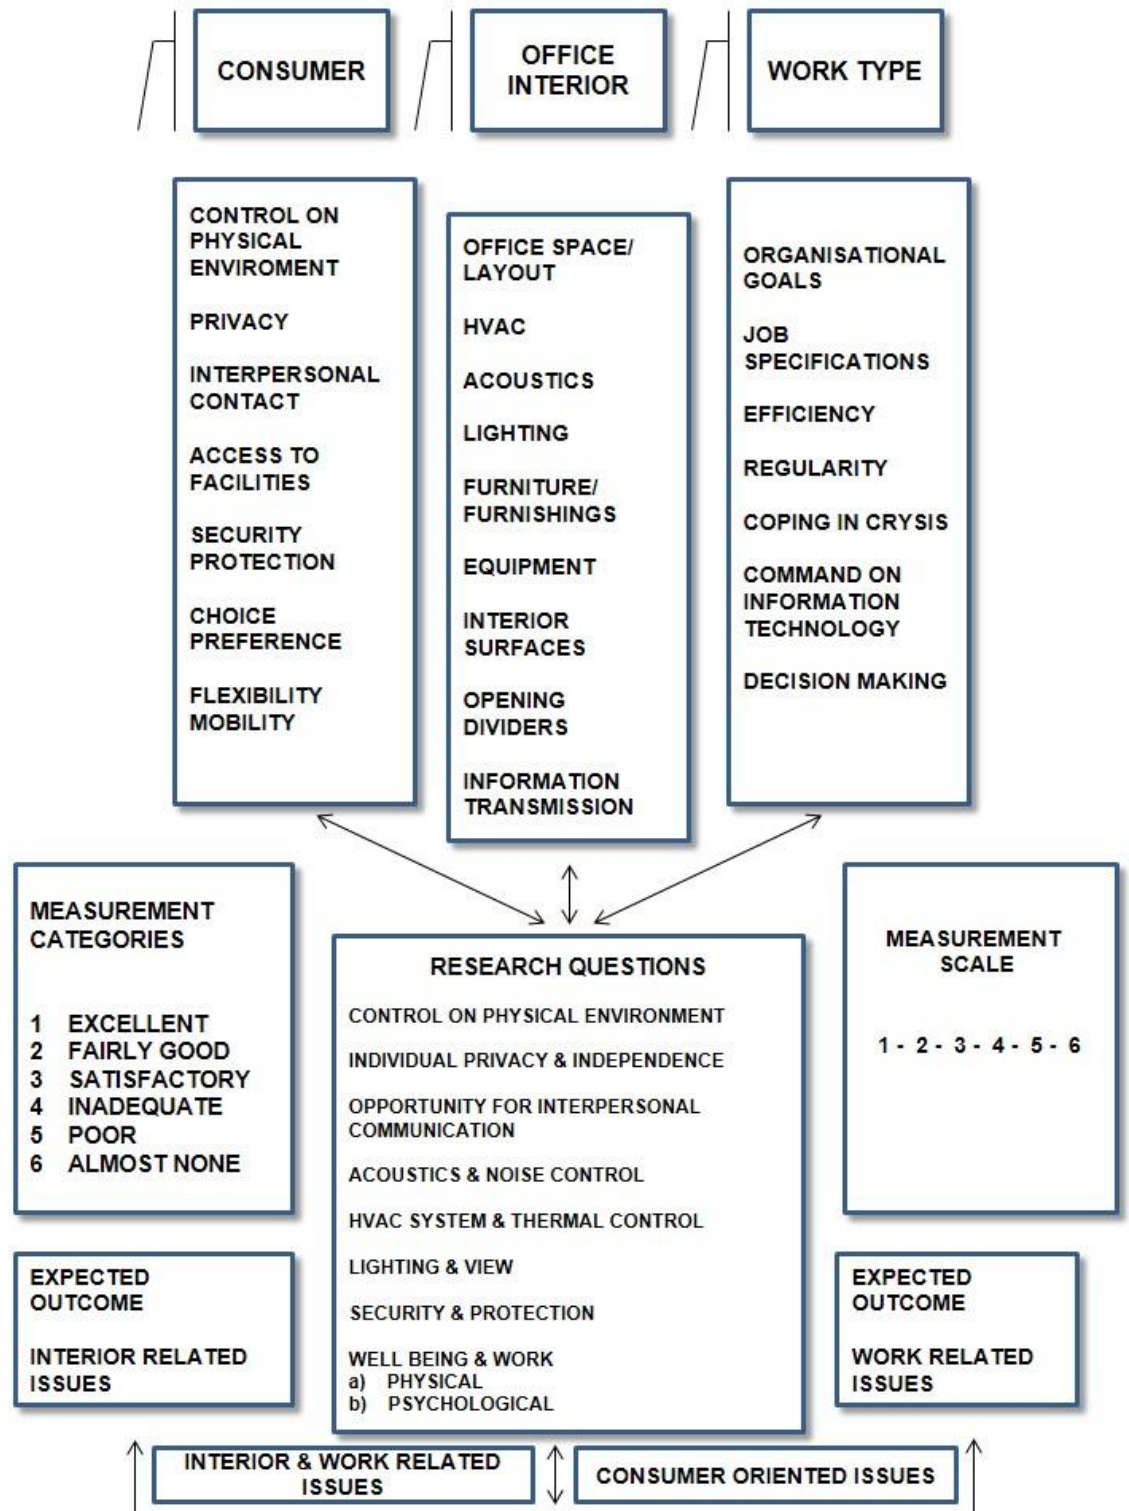 CONSUMER
OFFICE
INTERIOR
WORK TYPE
CONTROL ON
PHYSICAL
ENVIROMENT
PRIVACY
INTERPERSONAL
CONTACT
ACCESS TO
FACILITIES
SECURITY
PROTECTION
CHOICE
PREFERENCE
FLEXIBILITY
MOBILITY
OFFICE SPACE/
LAYOUT
HVAC
ACOUSTICS
LIGHTING
FURNITURE/
FURNISHINGS
EQUIPMENT
INTERIOR
SURFACES
OPENING
DIVIDERS
INFORMATION
TRANSMISSION
ORGANISATIONAL
GOALS
JOB
SPECIFICATIONS
EFFICIENCY
REGULARITY
COPING IN CRYSIS
COMMAND ON
INFORMATION
TECHNOLOGY
DECISION MAKING
MEASUREMENT
CATEGORIES
1 EXCELLENT
2 FAIRLY GOOD
3 SATISFACTORY
4 INADEQUATE
5 POOR
6 ALMOST NONE
RESEARCH QUESTIONS
CONTROL ON PHYSICAL ENVIRONMENT
INDIVIDUAL PRIVACY & INDEPENDENCE
OPPORTUNITY FOR INTERPERSONAL
COMMUNICATION
ACOUSTICS & NOISE CONTROL
HVAC SYSTEM & THERMAL CONTROL
LIGHTING & VIEW
SECURITY & PROTECTION
WELL BEING & WORK
a) PHYSICAL
b) PSYCHOLOGICAL
MEASUREMENT
SCALE
1 - 2 - 3 - 4 - 5 - 6
EXPECTED
OUTCOME
INTERIOR RELATED
ISSUES
EXPECTED
OUTCOME
WORK RELATED
ISSUES
INTERIOR & WORK RELATED
ISSUES
CONSUMER ORIENTED ISSUES